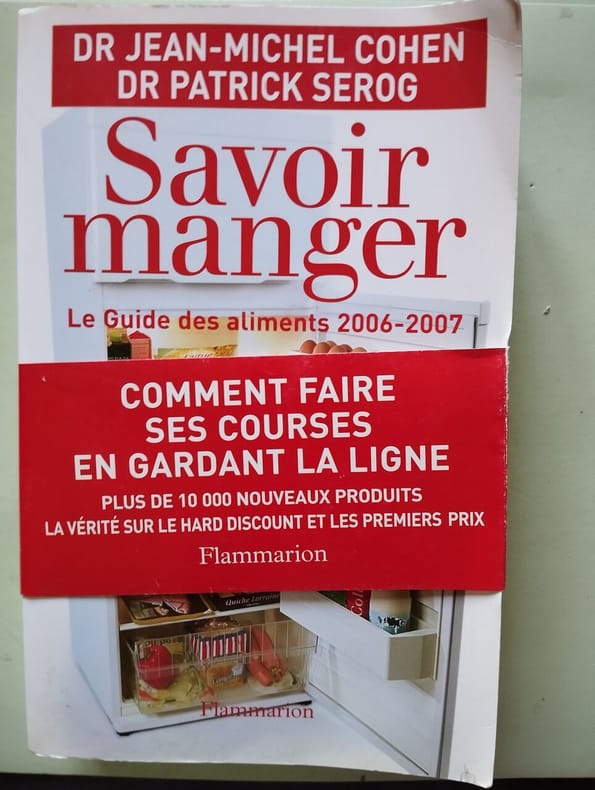 DR JEAN-MICHEL COHEN
DR PATRICK SEROG
Savoir
manger
Le Guide des aliments 2006-2007
COMMENT FAIRE
SES COURSES
EN GARDANT LA LIGNE
PLUS DE 10 000 NOUVEAUX PRODUITS
LA VÉRITÉ SUR LE HARD DISCOUNT ET LES PREMIERS PRIX
Flammarion
Quiche Lorraine
Flammarion